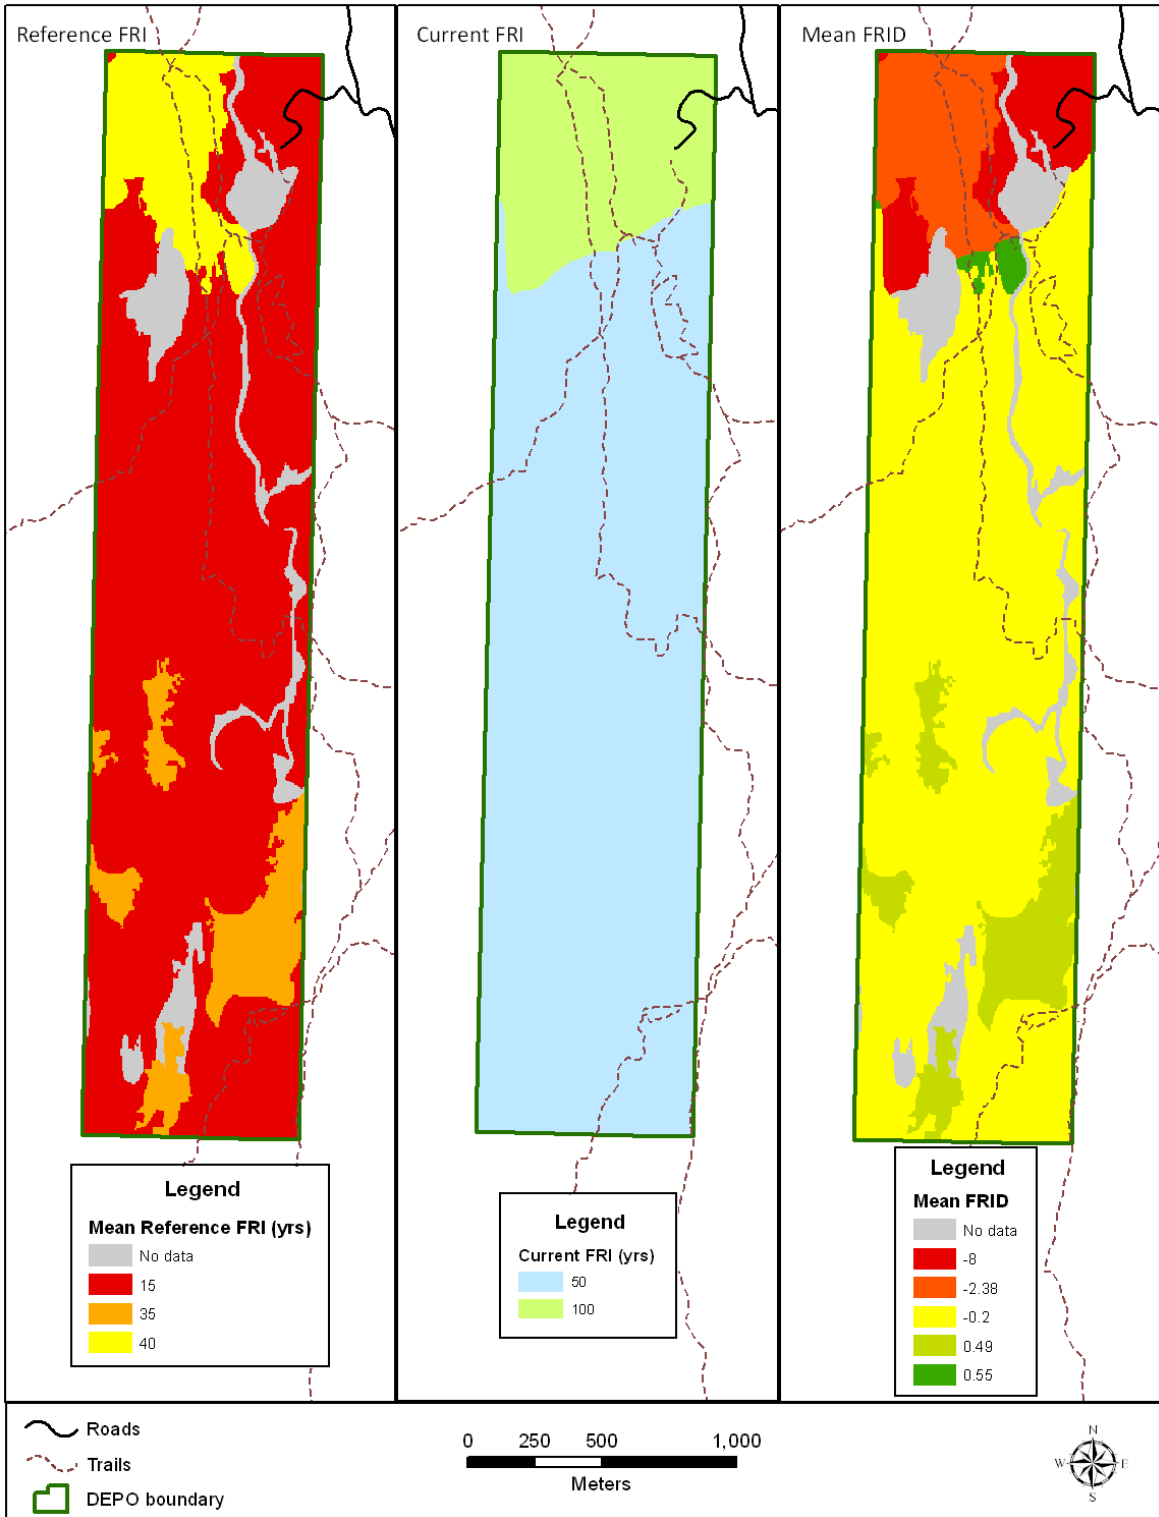 Reference FRI
Current FRI
Mean FRID
Legend
Mean Reference FRI (yrs)
No data
15
35
40
Legend
Current FRI (yrs)
50
100
Legend
Mean FRID
No data
-8
-2.38
-0.2
0.49
0.55
Roads
Trails
DEPO boundary
0 250 500 1,000
Meters
N
W E
S